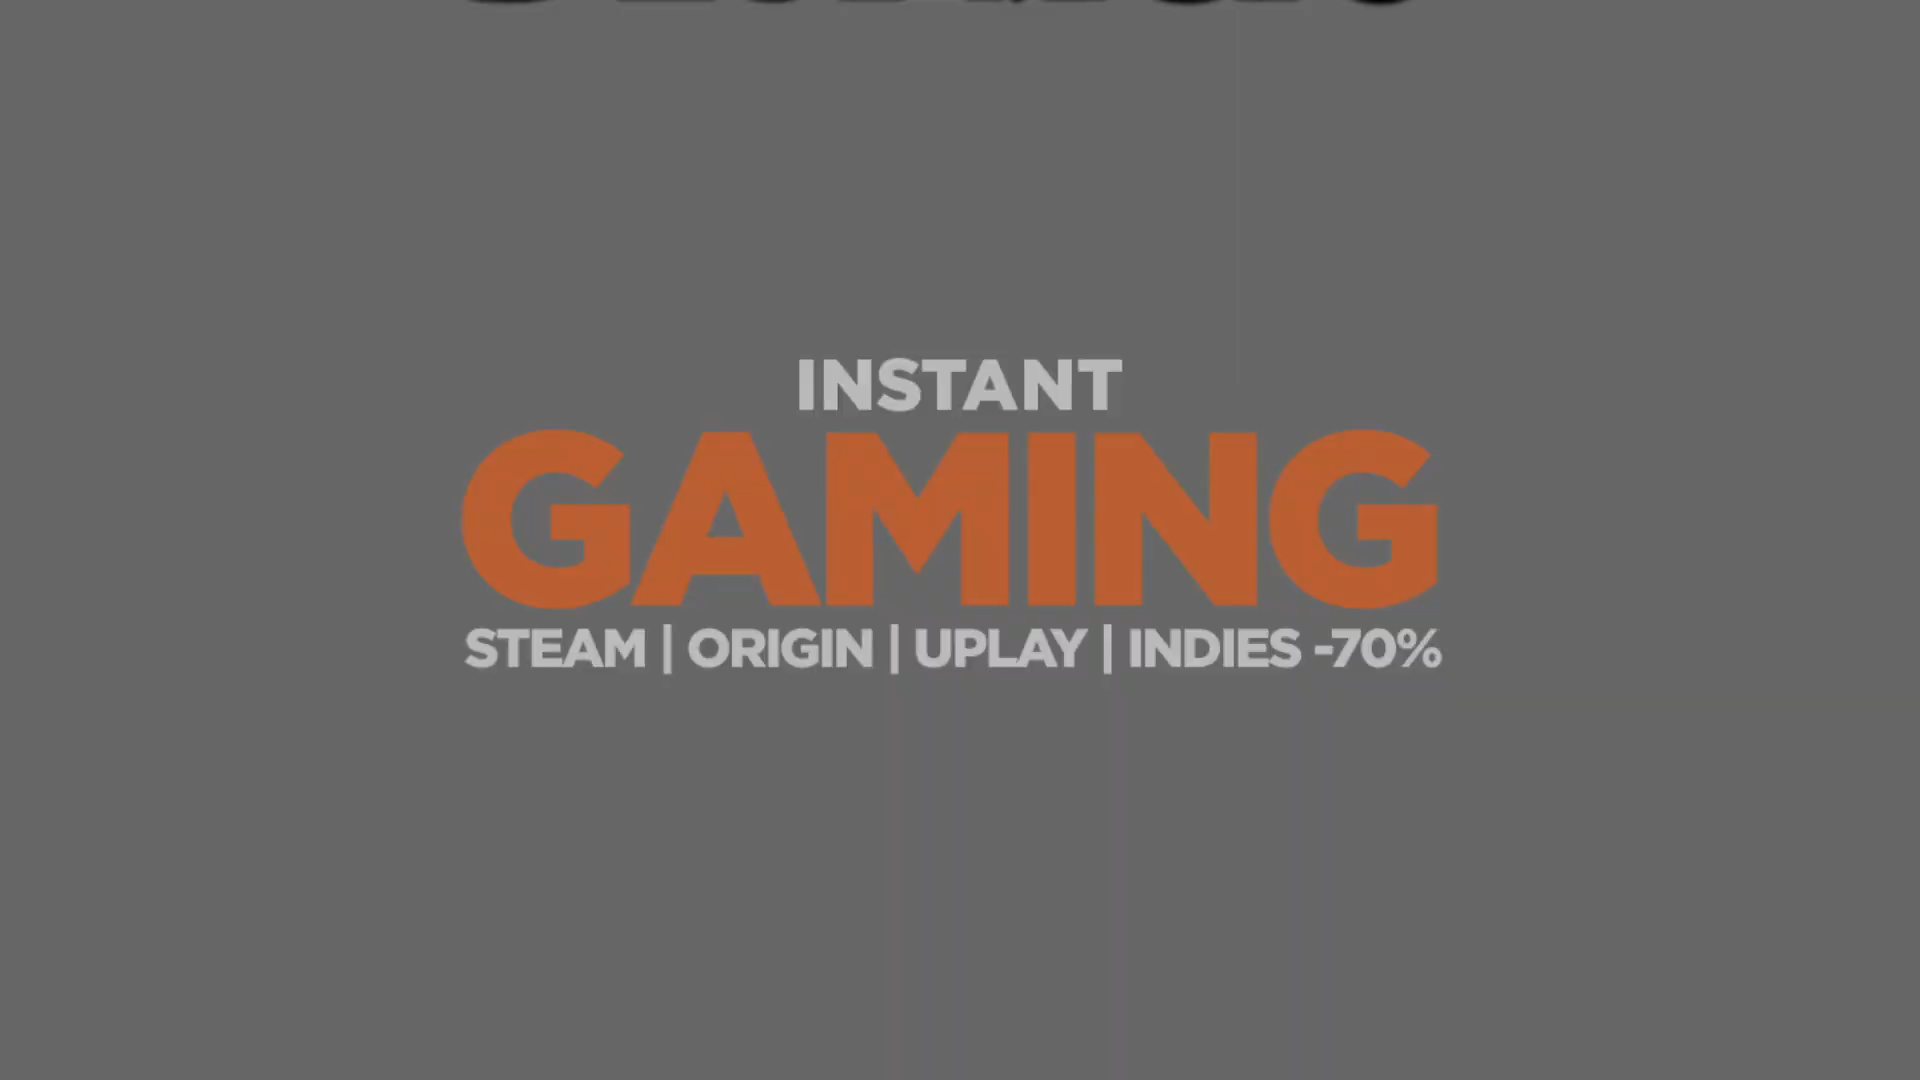 INSTANT
GAMING
STEAM | ORIGIN | UPLAY | INDIES -70%